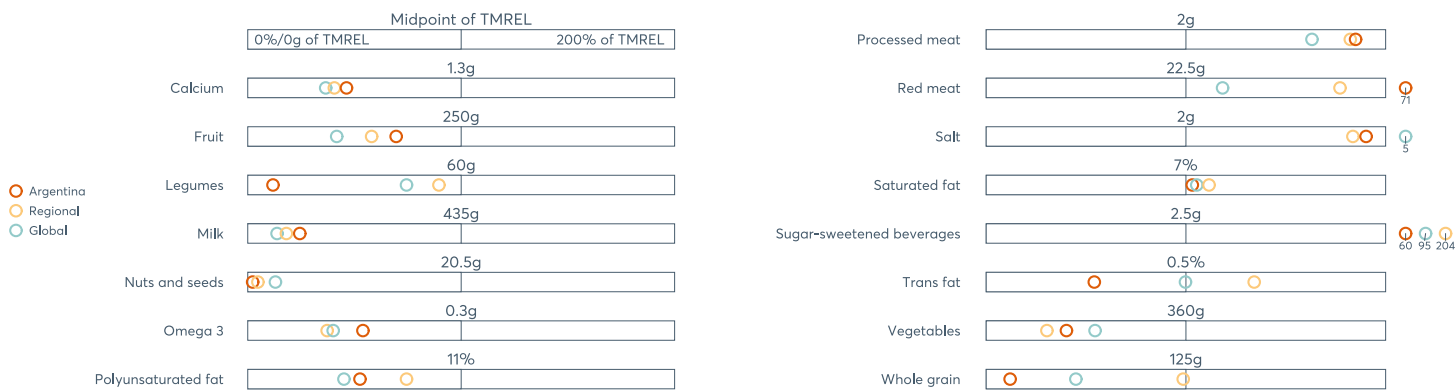 Midpoint of TMREL
0%/0g of TMREL 200% of TMREL
1.3g
Calcium
250g
Fruit
60g
Legumes
435g
Milk
20.5g
Nuts and seeds
0.3g
Omega 3
11%
Polyunsaturated fat
Argentina
Regional
Global
2g
Processed meat
22.5g
Red meat
71
2g
Salt
5
7%
Saturated fat
2.5g
Sugar-sweetened beverages
60 95 204
0.5%
Trans fat
360g
Vegetables
125g
Whole grain